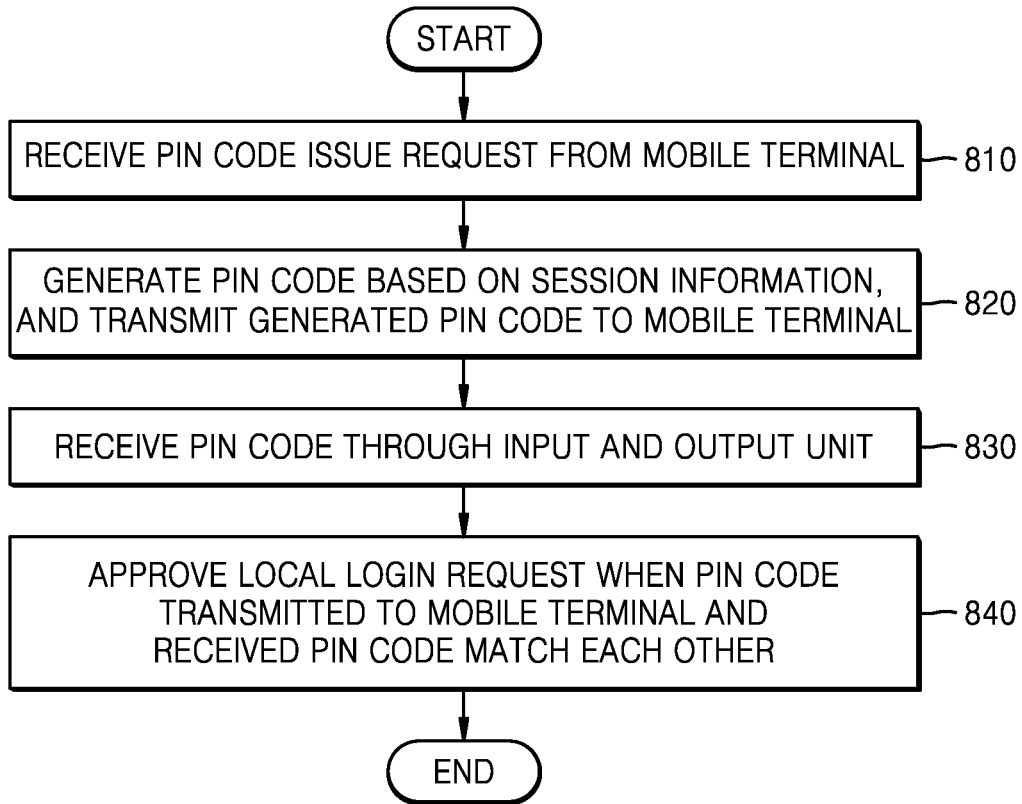 START
RECEIVE PIN CODE ISSUE REQUEST FROM MOBILE TERMINAL
810
GENERATE PIN CODE BASED ON SESSION INFORMATION,
AND TRANSMIT GENERATED PIN CODE TO MOBILE TERMINAL
820
RECEIVE PIN CODE THROUGH INPUT AND OUTPUT UNIT
830
APPROVE LOCAL LOGIN REQUEST WHEN PIN CODE
TRANSMITTED TO MOBILE TERMINAL AND
RECEIVED PIN CODE MATCH EACH OTHER
840
END